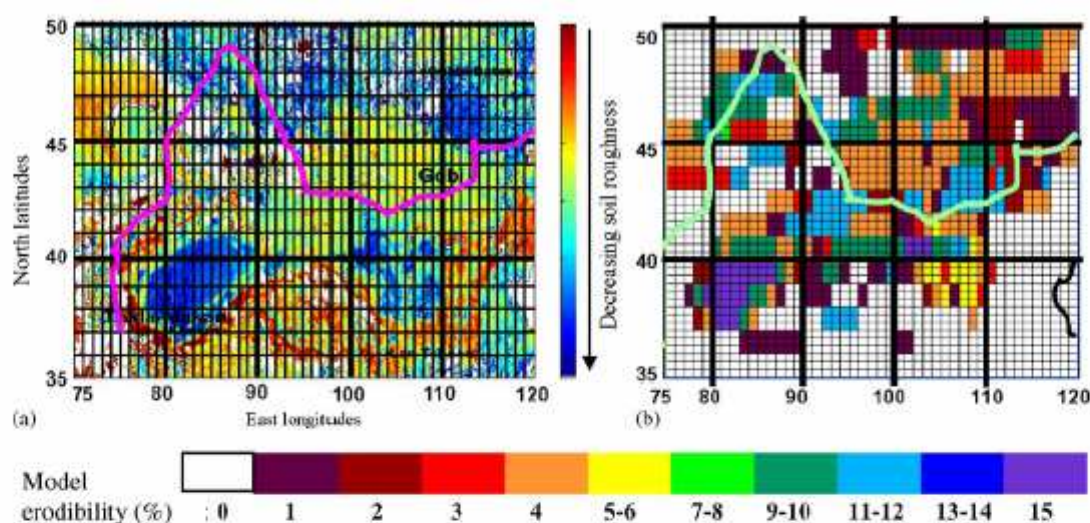 50
45
40
35
75 80 90 100 110 120
North latitudes
East longitudes
(a)
Gob
Decreasing soil roughness
50
45
40
35
75 80 90 100 110 120
(b)
Model
erodibility (%) : 0 1 2 3 4 5-6 7-8 9-10 11-12 13-14 15